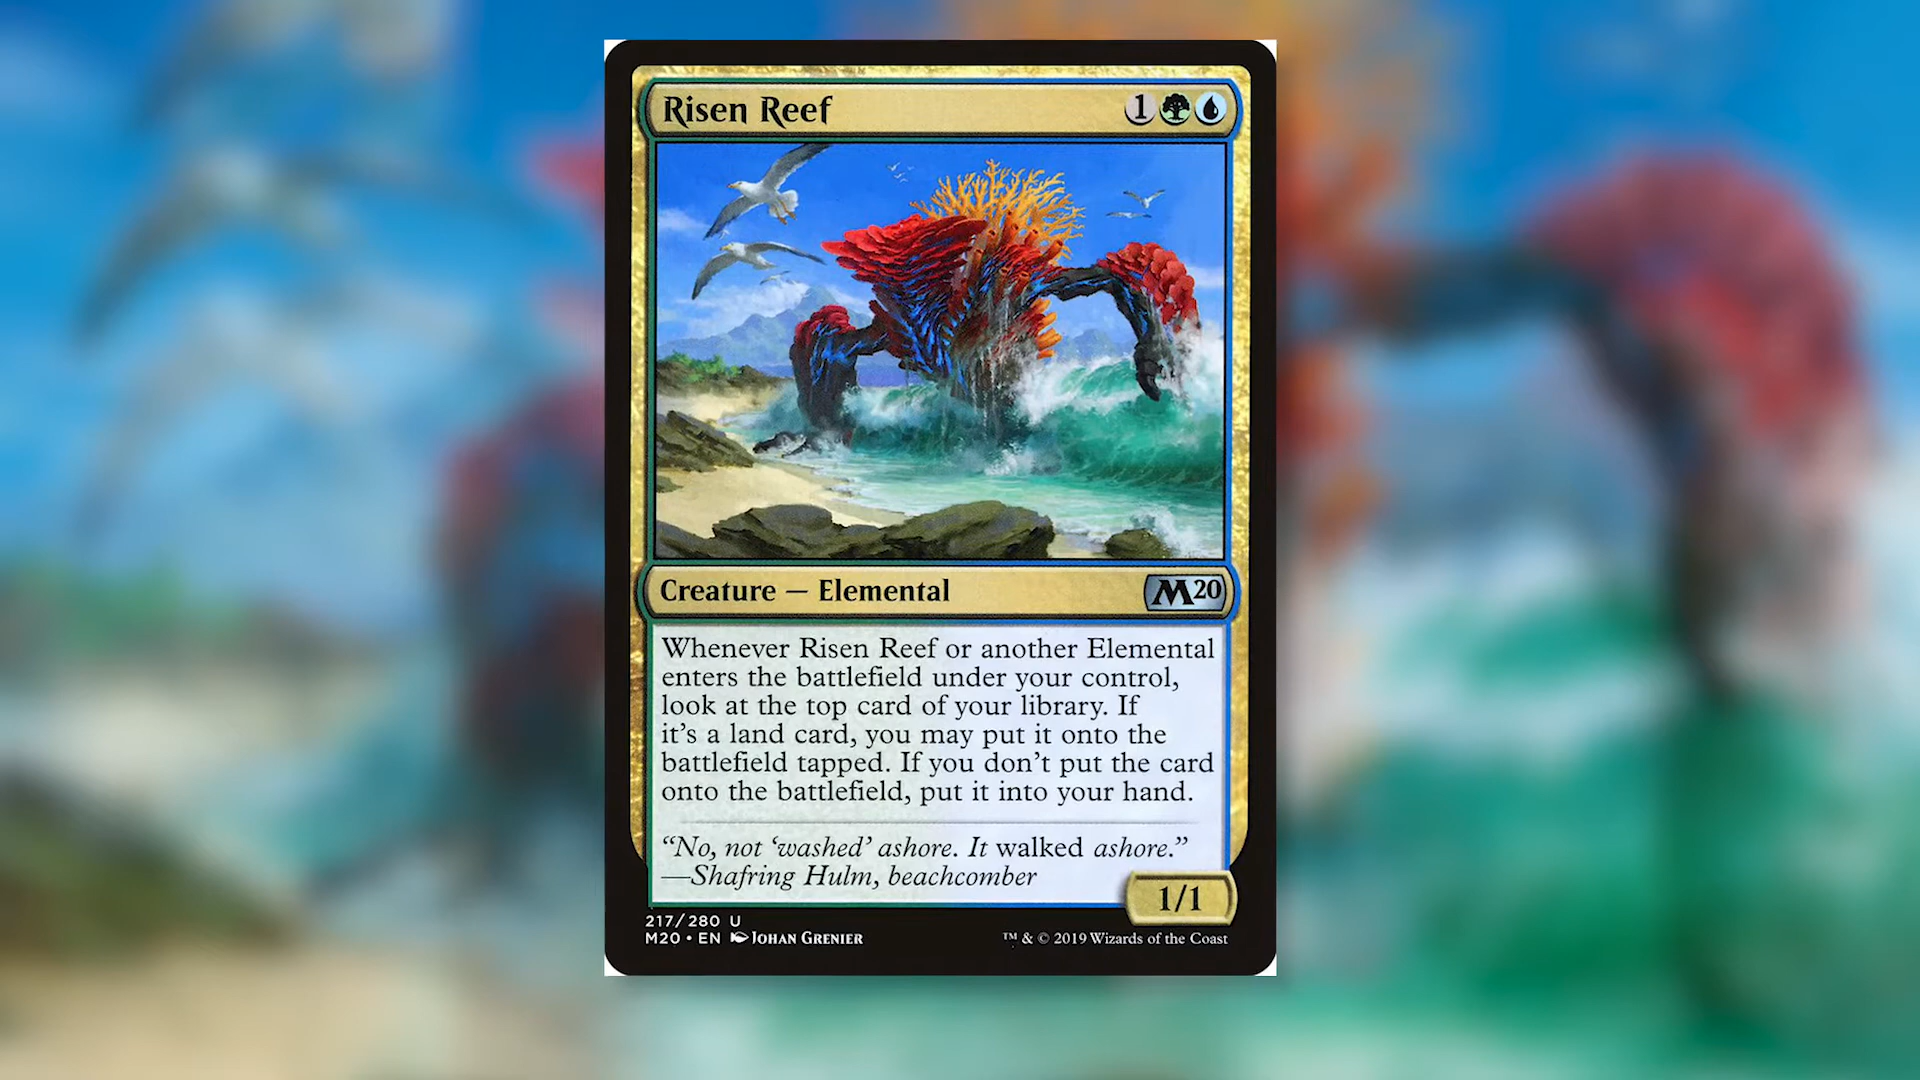 Risen Reef 1
Creature — Elemental M20
Whenever Risen Reef or another Elemental
enters the battlefield under your control,
look at the top card of your library. If
it's a land card, you may put it onto the
battlefield tapped. If you don't put the card
onto the battlefield, put it into your hand.
“No, not ‘washed’ ashore. It walked ashore.”
—Shafring Hulm, beachcomber
1/1
217/280 U
M20 • EN Johan Grenier
™ & © 2019 Wizards of the Coast